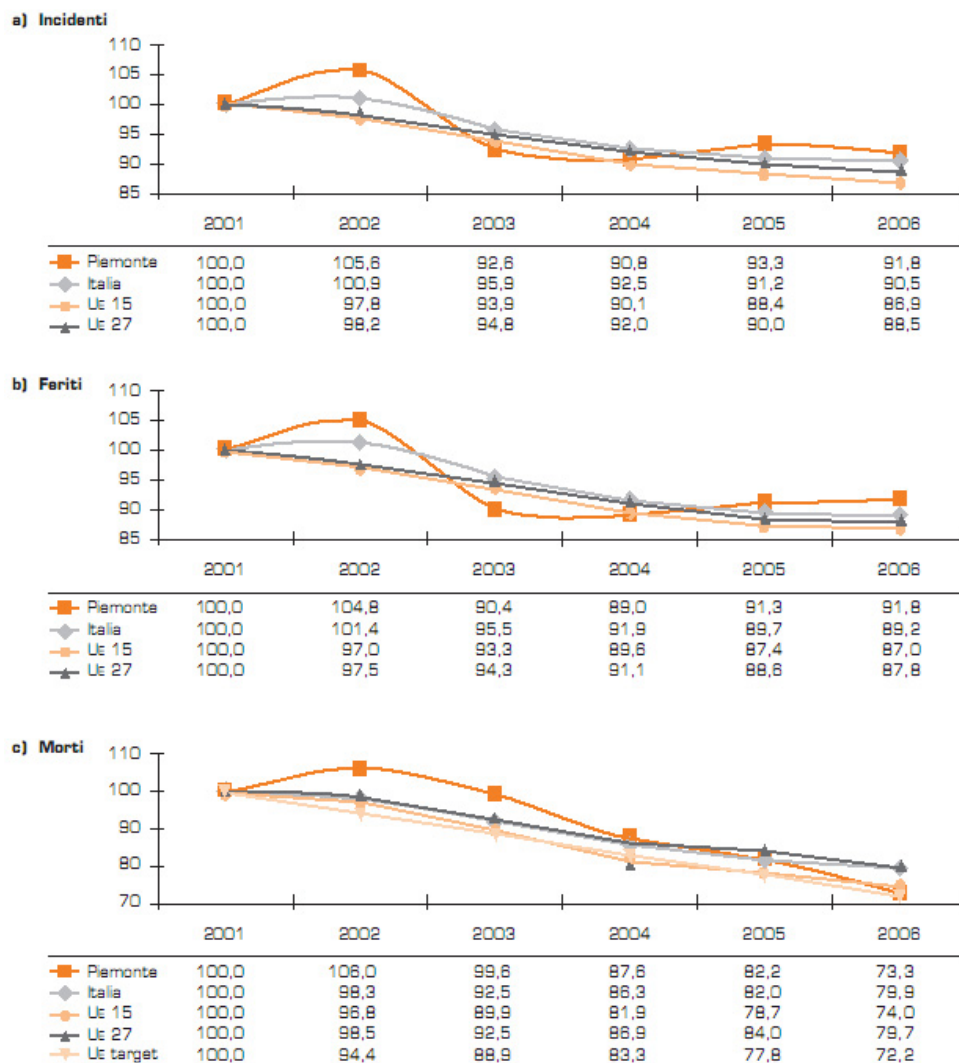 a) Incidenti
110
105
100
95
90
85
2001 2002 2003 2004 2005 2006
Piemonte 100,0 105,6 92,6 90,8 93,3 91,8
Italia 100,0 100,9 95,9 92,5 91,2 90,5
UE 15 100,0 97,8 93,9 90,1 88,4 86,9
UE 27 100,0 98,2 94,8 92,0 90,0 88,5
b) Feriti
110
105
100
95
90
85
2001 2002 2003 2004 2005 2006
Piemonte 100,0 104,8 90,4 89,0 91,3 91,8
Italia 100,0 101,4 95,5 91,9 89,7 89,2
UE 15 100,0 97,0 93,3 89,6 87,4 87,0
UE 27 100,0 97,5 94,3 91,1 88,6 87,8
c) Morti
110
100
90
80
70
2001 2002 2003 2004 2005 2006
Piemonte 100,0 106,0 99,6 87,6 82,2 73,3
Italia 100,0 98,3 92,5 86,3 82,0 79,9
UE 15 100,0 96,8 89,9 81,9 78,7 74,0
UE 27 100,0 98,5 92,5 86,9 84,0 79,7
UE target 100,0 94,4 88,9 83,3 77,8 72,2